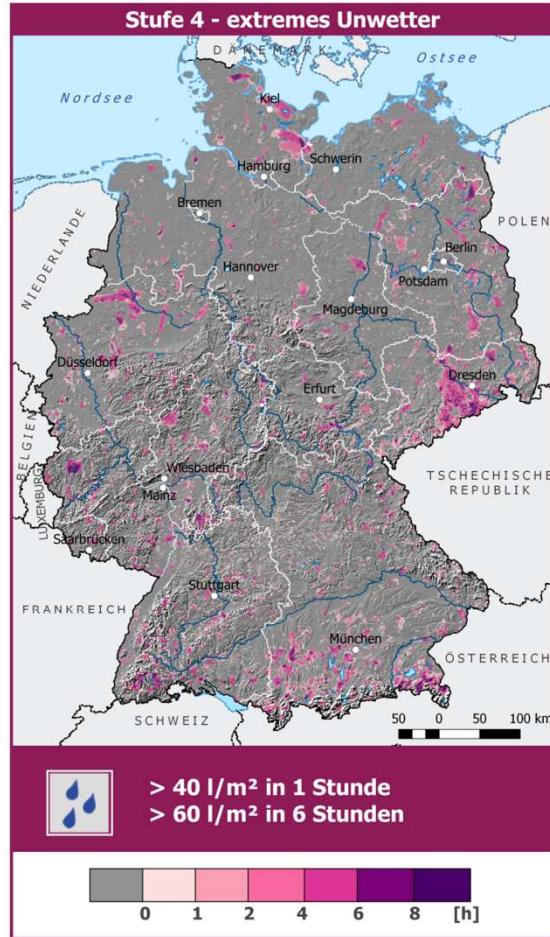 Stufe 4 - extremes Unwetter
DÄNEMARK
Ostsee
Nordsee
Kiel
Schwerin
Hamburg
Bremen
POLEN
NIEDERLANDE
Berlin
Hannover
Potsdam
Magdeburg
Düsseldorf
Dresden
Erfurt
BELGIEN
Wiesbaden
TSCHECHISCHE
REPUBLIK
Mainz
LUXEMBURG
Saarbrücken
Stuttgart
FRANKREICH
München
ÖSTERREICH
SCHWEIZ
50 0 50 100 km
> 40 l/m² in 1 Stunde
> 60 l/m² in 6 Stunden
0 1 2 4 6 8 [h]